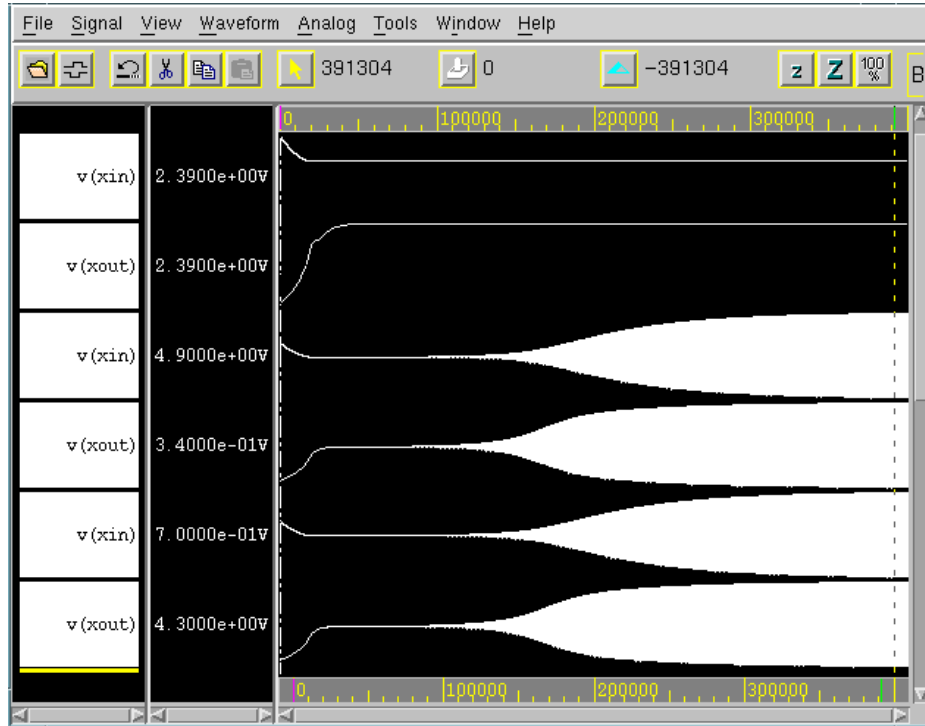 File Signal View Waveform Analog Tools Window Help
391304 0 -391304 z Z 100 % B
0 100000 200000 300000
v(xin) 2.3900e+00V
v(xout) 2.3900e+00V
v(xin) 4.9000e+00V
v(xout) 3.4000e-01V
v(xin) 7.0000e-01V
v(xout) 4.3000e+00V
0 100000 200000 300000